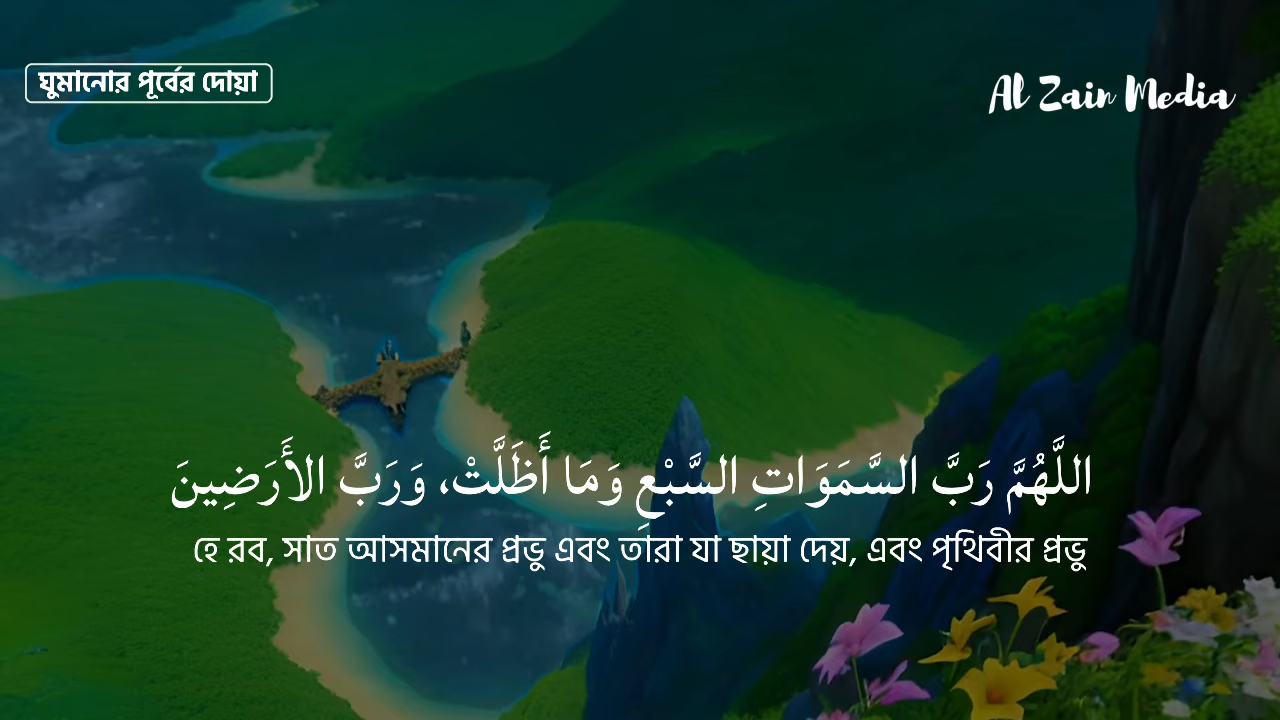 ঘুমানোর পূর্বের দোয়া
Al Zain Media
اللَّهُمَّ رَبَّ السَّمَوَاتِ السَّبْعِ وَمَا أَظَلَّتْ، وَرَبَّ الأَرَضِينَ
হে রব, সাত আসমানের প্রভু এবং তারা যা ছায়া দেয়, এবং পৃথিবীর প্রভু